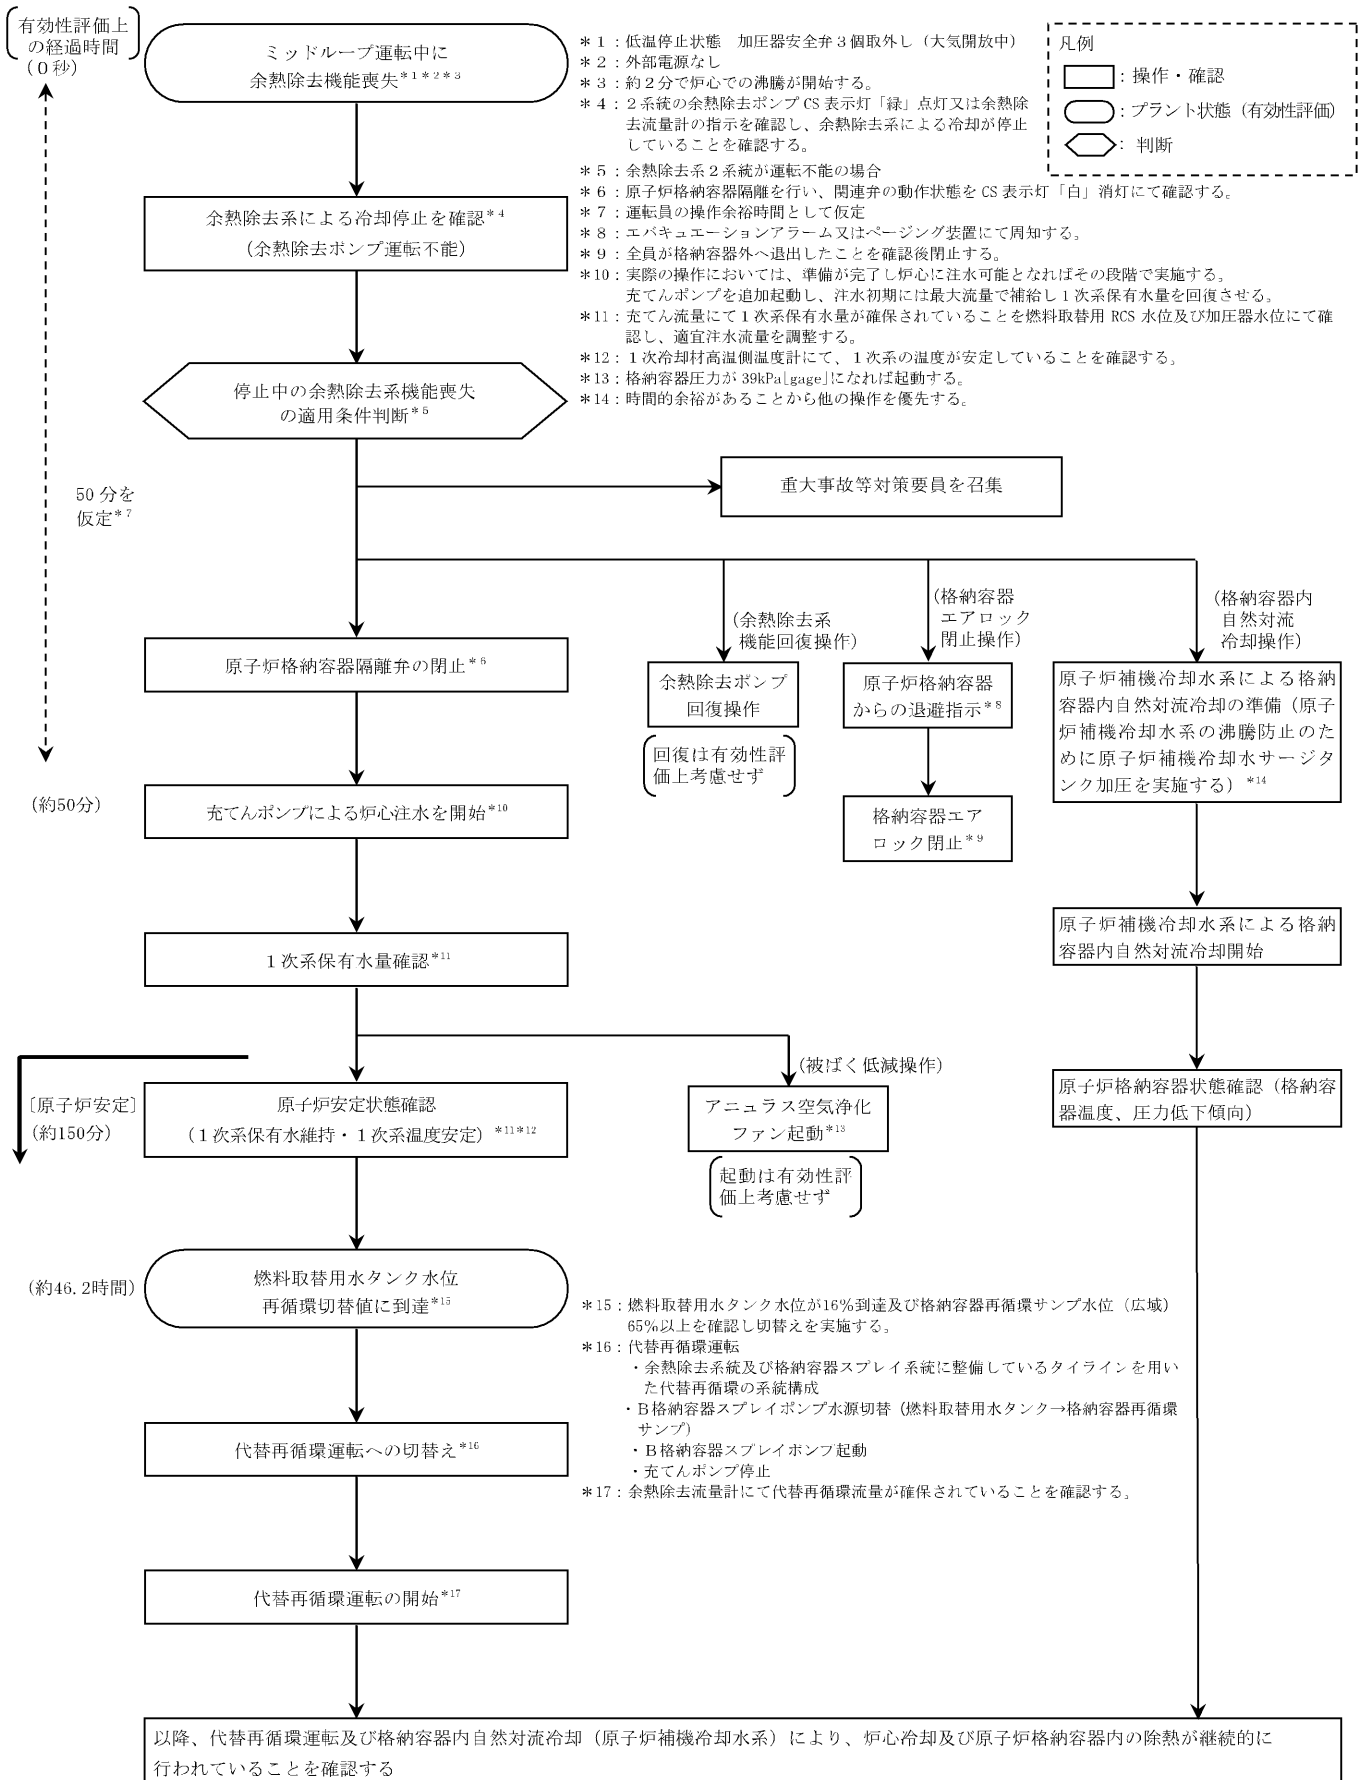 有効性評価上
の経過時間
(0秒)
ミッドループ運転中に
余熱除去機能喪失*1*2*3
*1:低温停止状態 加圧器安全弁3個取外し(大気開放中)
*2:外部電源なし
*3:約2分で炉心での沸騰が開始する。
*4:2系統の余熱除去ポンプCS表示灯「緑」点灯又は余熱除
去流量計の指示を確認し、余熱除去系による冷却が停止
していることを確認する。
*5:余熱除去系2系統が運転不能の場合
*6:原子炉格納容器隔離を行い、関連弁の動作状態をCS表示灯「白」消灯にて確認する。
*7:運転員の操作余裕時間として仮定
*8:エバキュエーションアラーム又はページング装置にて周知する。
*9:全員が格納容器外へ退出したことを確認後閉止する。
*10:実際の操作においては、準備が完了し炉心に注水可能となればその段階で実施する。
充てんポンプを追加起動し、注水初期には最大流量で補給し1次系保有水量を回復させる。
*11:充てん流量にて1次系保有水量が確保されていることを燃料取替用RCS水位及び加圧器水位にて確
認し、適宜注水流量を調整する。
*12:1次冷却材高温側温度計にて、1次系の温度が安定していることを確認する。
*13:格納容器圧力が39kPa[gage]になれば起動する。
*14:時間的余裕があることから他の操作を優先する。
凡例
:操作・確認
:プラント状態(有効性評価)
:判断
余熱除去系による冷却停止を確認*4
(余熱除去ポンプ運転不能)
停止中の余熱除去系機能喪失
の適用条件判断*5
50分を
仮定*7
重大事故等対策要員を召集
(余熱除去系
機能回復操作)
(格納容器
エアロック
閉止操作)
(格納容器内
自然対流
冷却操作)
原子炉格納容器隔離弁の閉止*6
余熱除去ポンプ
回復操作
回復は有効性評
価上考慮せず
原子炉格納容器
からの退避指示*8
格納容器エア
ロック閉止*9
原子炉補機冷却水系による格納
容器内自然対流冷却の準備(原子
炉補機冷却水系の沸騰防止のた
めに原子炉補機冷却水サージタ
ンク加圧を実施する)*14
(約50分)
充てんポンプによる炉心注水を開始*10
1次系保有水量確認*11
原子炉補機冷却水系による格納
容器内自然対流冷却開始
[原子炉安定]
(約150分)
原子炉安定状態確認
(1次系保有水維持・1次系温度安定)*11*12
(被ばく低減操作)
アニュラス空気浄化
ファン起動*13
起動は有効性評
価上考慮せず
原子炉格納容器状態確認(格納容
器温度、圧力低下傾向)
(約46.2時間)
燃料取替用水タンク水位
再循環切替値に到達*15
*15:燃料取替用水タンク水位が16%到達及び格納容器再循環サンプ水位(広域)
65%以上を確認し切替えを実施する。
*16:代替再循環運転
・余熱除去系統及び格納容器スプレイ系統に整備しているタイラインを用い
た代替再循環の系統構成
・B格納容器スプレイポンプ水源切替(燃料取替用水タンク→格納容器再循環
サンプ)
・B格納容器スプレイポンプ起動
・充てんポンプ停止
*17:余熱除去流量計にて代替再循環流量が確保されていることを確認する。
代替再循環運転への切替え*16
代替再循環運転の開始*17
以降、代替再循環運転及び格納容器内自然対流冷却(原子炉補機冷却水系)により、炉心冷却及び原子炉格納容器内の除熱が継続的に
行われていることを確認する